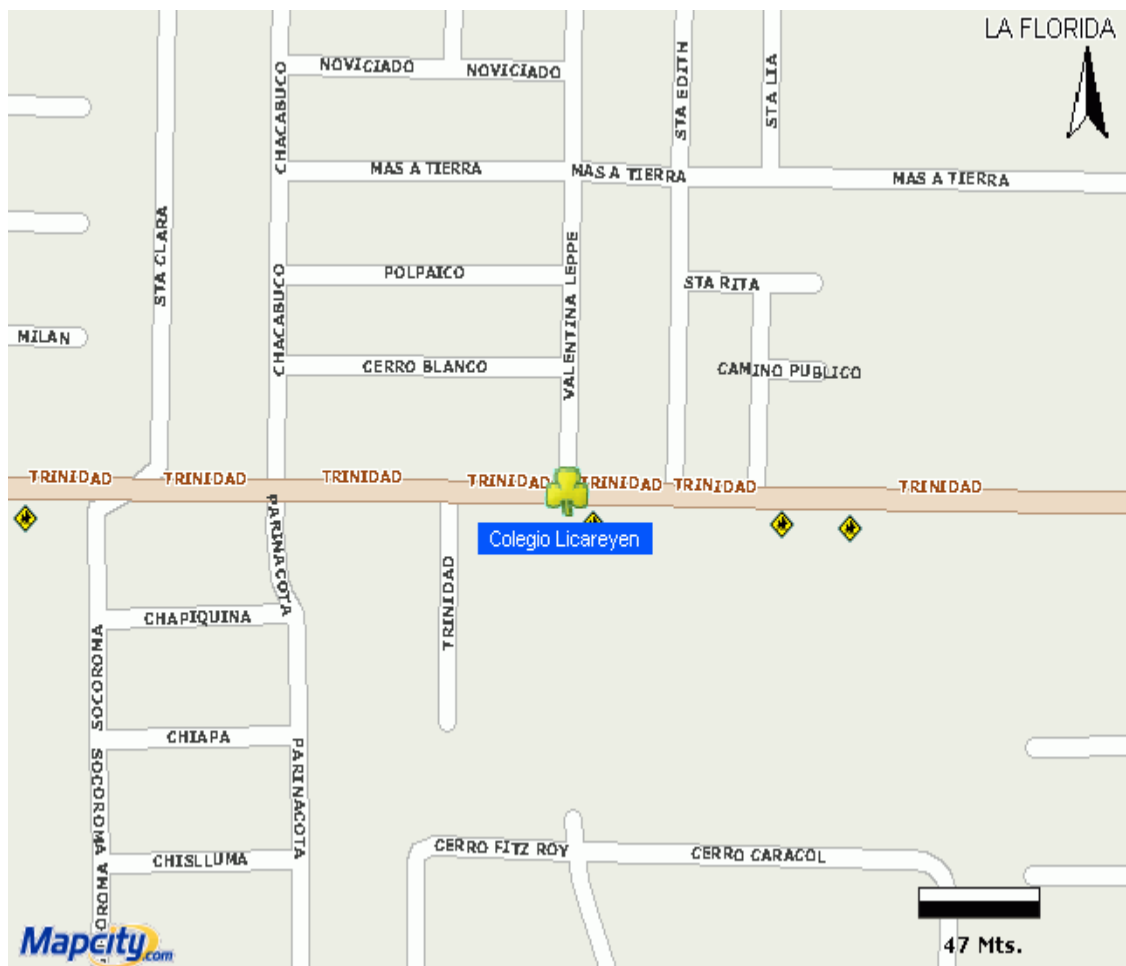 LA FLORIDA
NOVICIADO
NOVICIADO
CHACABUCO
STA EDITH
STA LIA
MAS A TIERRA
MAS A TIERRA
MAS A TIERRA
STA CLARA
CHACABUCO
POLPAICO
VALENTINA LEPPE
STA RITA
MILAN
CERRO BLANCO
CAMINO PUBLICO
TRINIDAD
TRINIDAD
TRINIDAD
TRINIDAD
TRINIDAD
TRINIDAD
TRINIDAD
PARINACOTA
Colegio Licareyen
TRINIDAD
CHAPIQUINA
SOCOROMA
CHIAPA
SOCOROMA
PARINACOTA
CERRO FITZ ROY
CERRO CARACOL
CHISLLUMA
Mapcity.com
47 Mts.